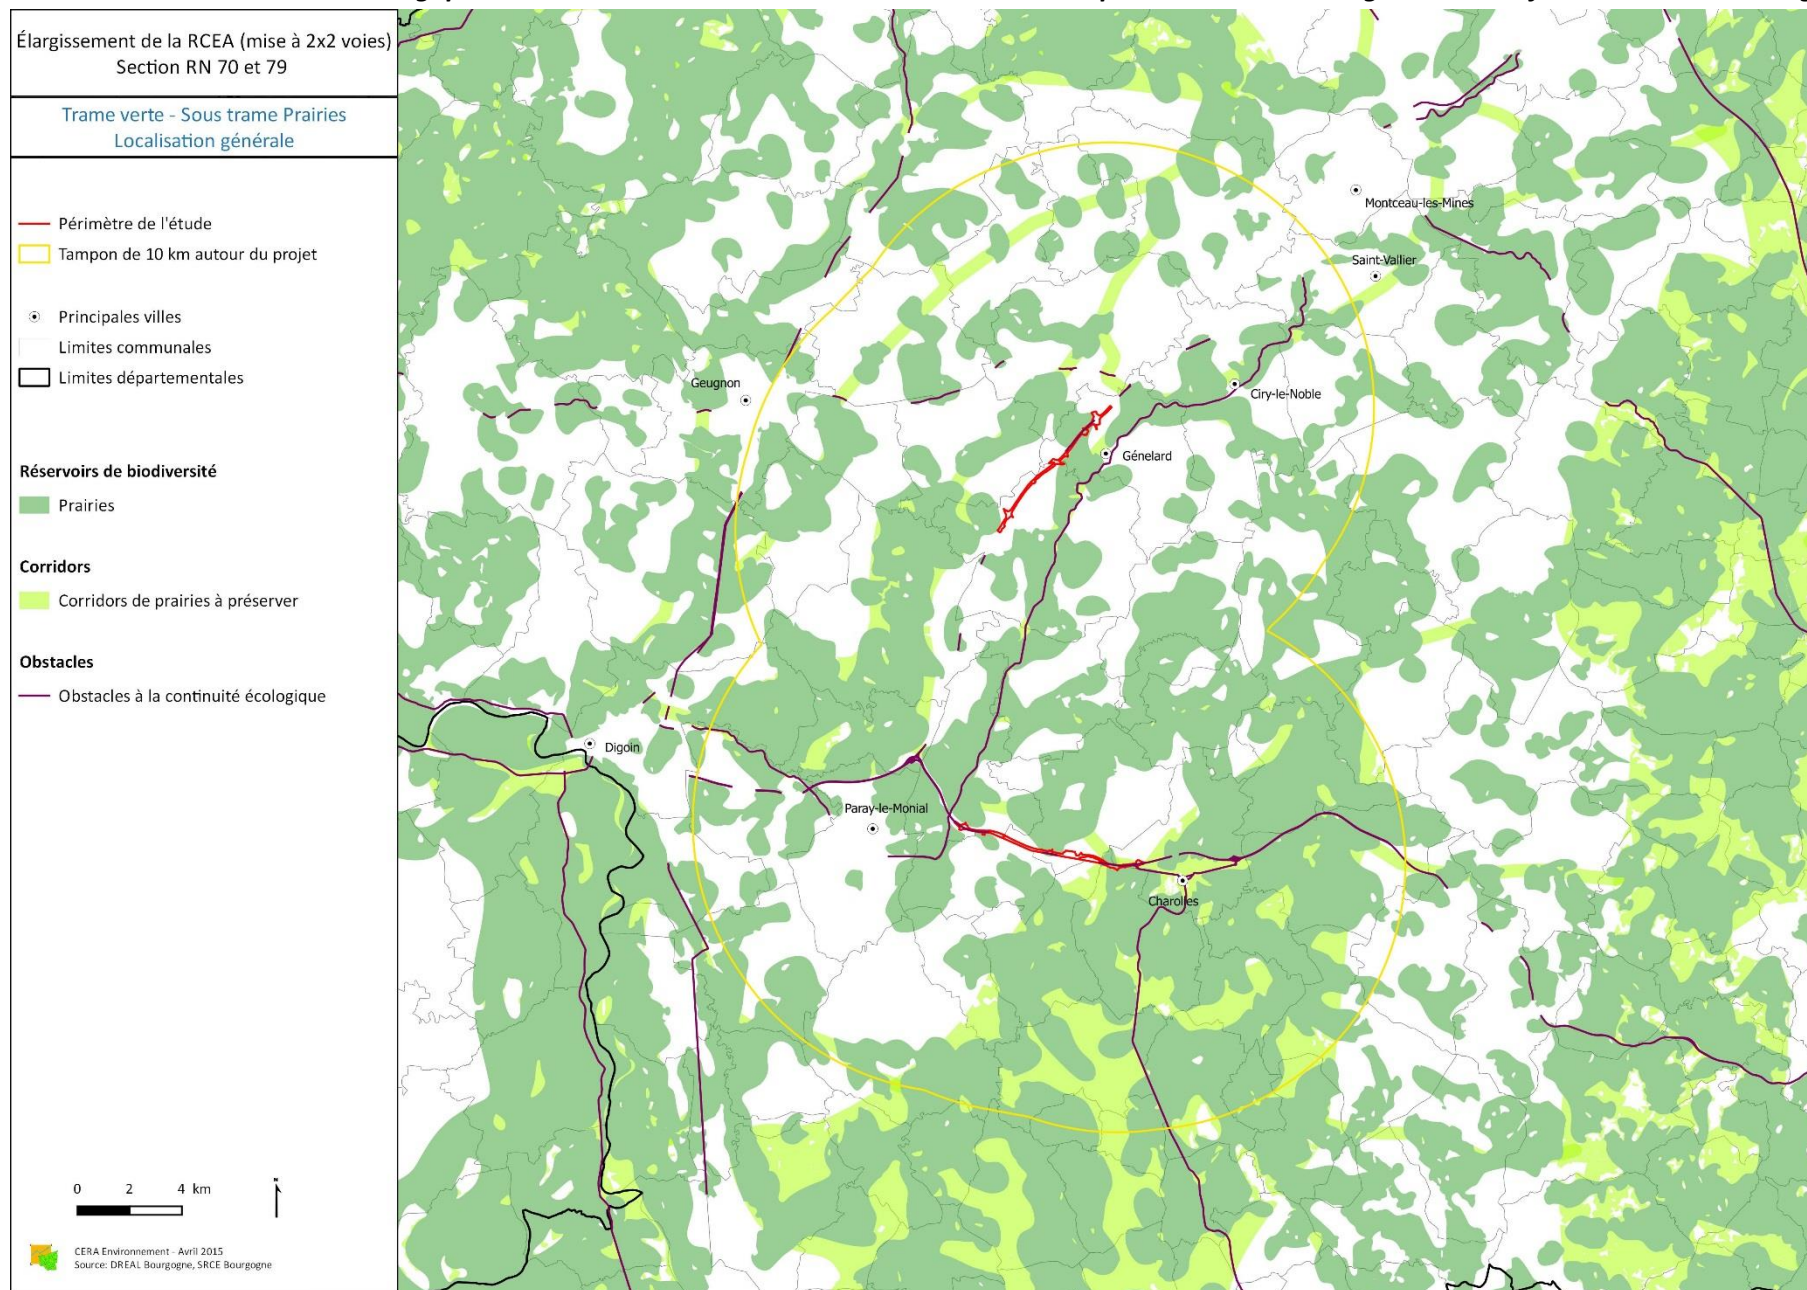 Élargissement de la RCEA (mise à 2x2 voies)
Section RN 70 et 79
Trame verte - Sous trame Prairies
Localisation générale
Périmètre de l'étude
Tampon de 10 km autour du projet
Principales villes
Limites communales
Limites départementales
Réservoirs de biodiversité
Prairies
Corridors
Corridors de prairies à préserver
Obstacles
Obstacles à la continuité écologique
0 2 4 km
N
CERA Environnement - Avril 2015
Source: DREAL Bourgogne, SRCE Bourgogne
Montceau-les-Mines
Saint-Vallier
Geugnon
Ciry-le-Noble
Génelard
Digoin
Paray-le-Monial
Charolles